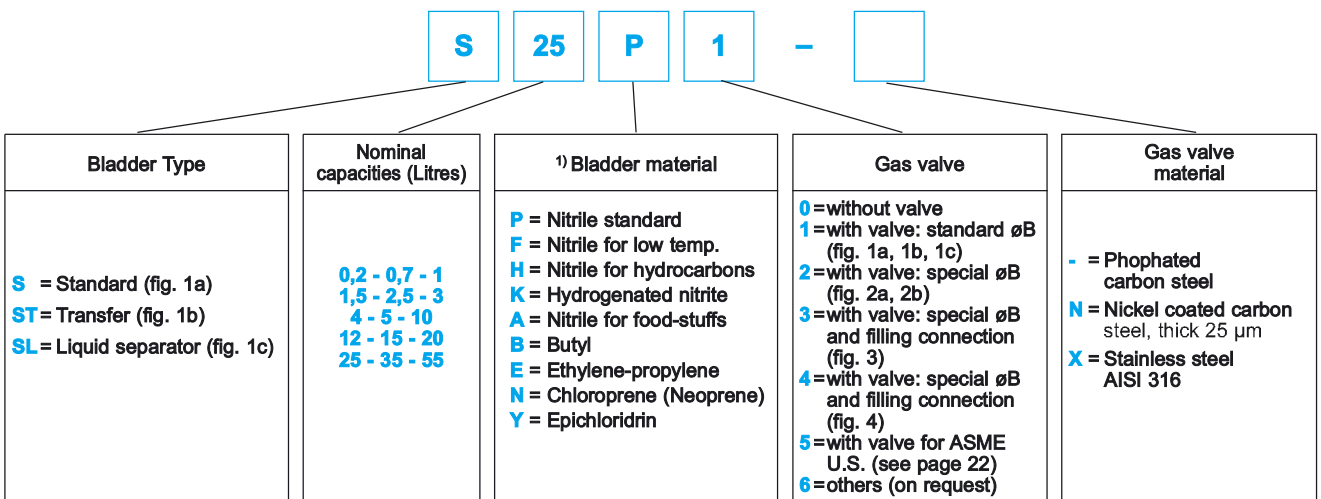 S 25 P 1 –
Bladder Type
S = Standard (fig. 1a)
ST = Transfer (fig. 1b)
SL = Liquid separator (fig. 1c)
Nominal
capacities (Litres)
0,2 - 0,7 - 1
1,5 - 2,5 - 3
4 - 5 - 10
12 - 15 - 20
25 - 35 - 55
1) Bladder material
P = Nitrile standard
F = Nitrile for low temp.
H = Nitrile for hydrocarbons
K = Hydrogenated nitrite
A = Nitrile for food-stuffs
B = Butyl
E = Ethylene-propylene
N = Chloroprene (Neoprene)
Y = Epichloridrin
Gas valve
0 =without valve
1 =with valve: standard øB
(fig. 1a, 1b, 1c)
2 =with valve: special øB
(fig. 2a, 2b)
3 =with valve: special øB
and filling connection
(fig. 3)
4 =with valve: special øB
and filling connection
(fig. 4)
5 =with valve for ASME
U.S. (see page 22)
6 =others (on request)
Gas valve
material
- = Phophated
carbon steel
N = Nickel coated carbon
steel, thick 25 µm
X = Stainless steel
AISI 316